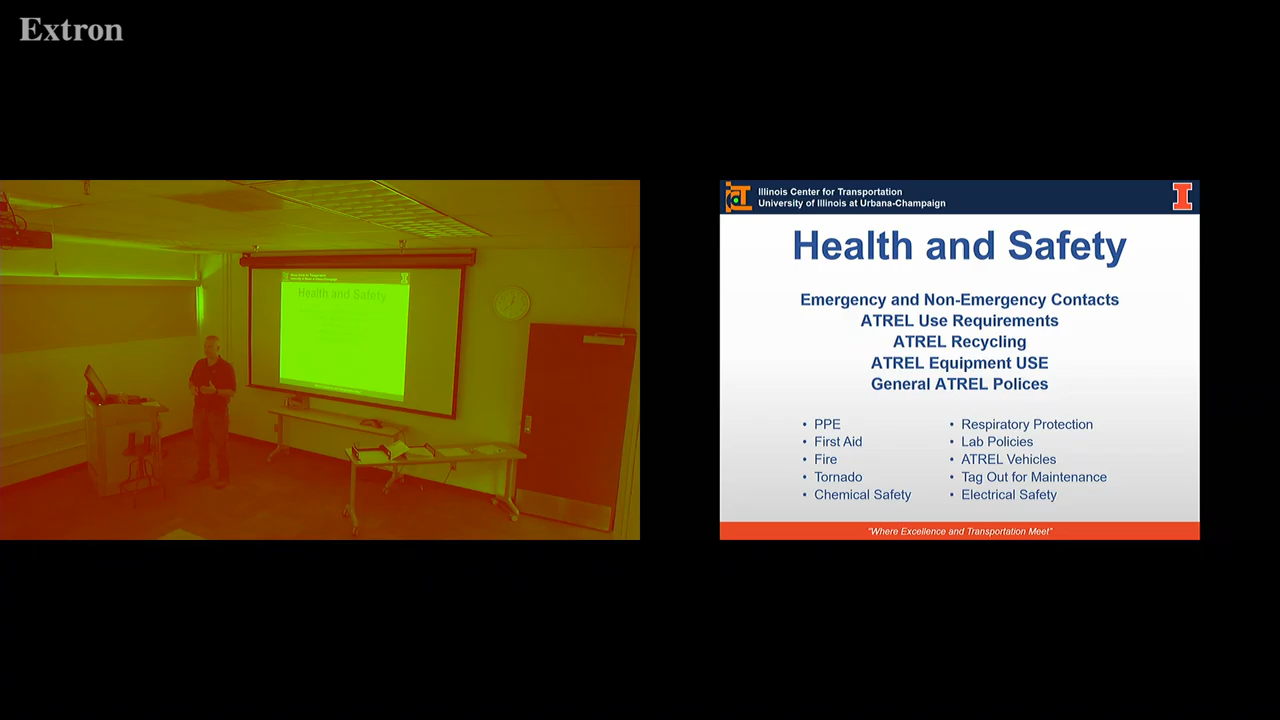 Extron
Health and Safety
Illinois Center for Transportation
University of Illinois at Urbana-Champaign
Health and Safety
Emergency and Non-Emergency Contacts
ATREL Use Requirements
ATREL Recycling
ATREL Equipment USE
General ATREL Polices
• PPE
• First Aid
• Fire
• Tornado
• Chemical Safety
• Respiratory Protection
• Lab Policies
• ATREL Vehicles
• Tag Out for Maintenance
• Electrical Safety
"Where Excellence and Transportation Meet"